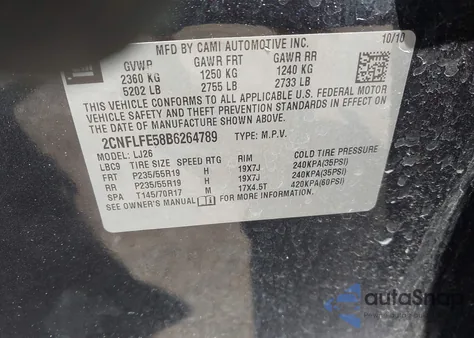 MFD BY CAMI AUTOMOTIVE INC. 10/10
GVWR GAWR FRT GAWR RR
2360 KG 1250 KG 1240 KG
5202 LB 2755 LB 2733 LB
THIS VEHICLE CONFORMS TO ALL APPLICABLE U.S. FEDERAL MOTOR
VEHICLE SAFETY, BUMPER, AND THEFT PREVENTION STANDARDS IN EFFECT ON THE
DATE OF MANUFACTURE SHOWN ABOVE.
2CNFLFE58B6264789 TYPE: M.P.V.
MODEL: LJ26
LBC9 TIRE SIZE SPEED RTG RIM COLD TIRE PRESSURE
FRT P235/55R19 H 19X7J 240KPA(35PSI)
RR P235/55R19 H 19X7J 240KPA(35PSI)
SPA T145/70R17 M 17X4.5T 420KPA(60PSI)
SEE OWNER'S MANUAL FOR MORE INFORMATION.
autoSnap